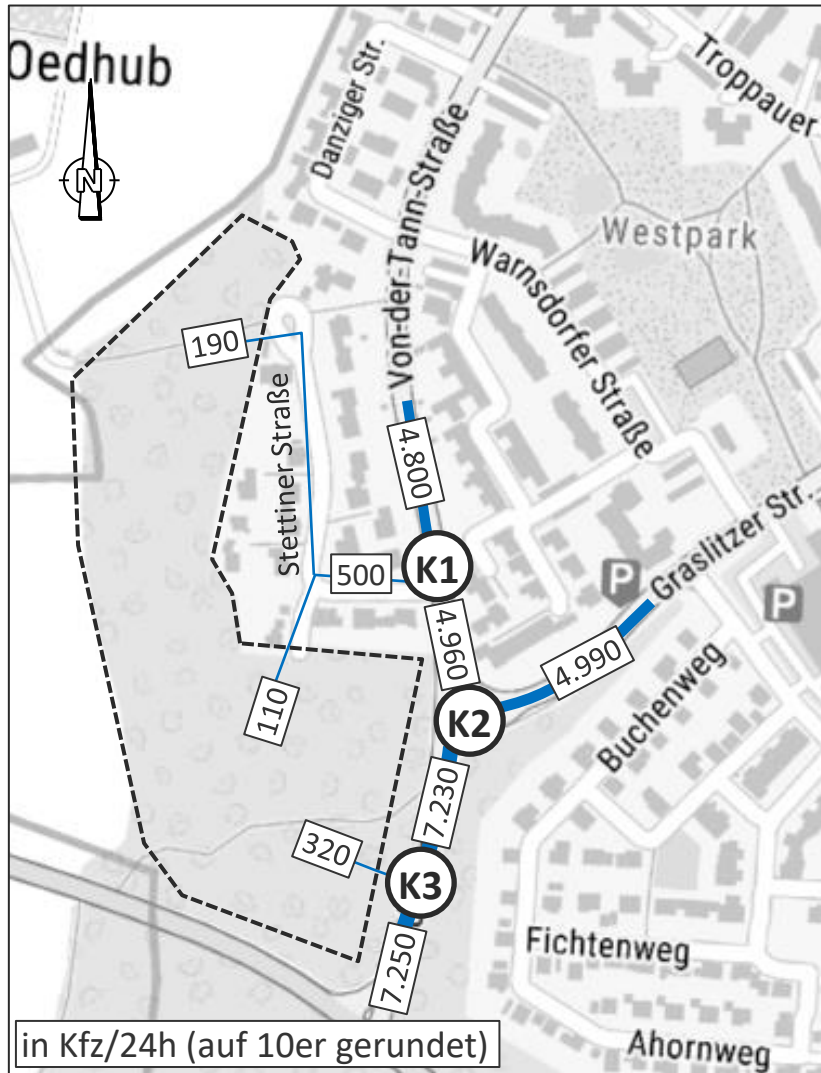 Oedhub
N
Danziger Str.
Troppauer
Von-der-Tann-Straße
Westpark
Warnsdorfer Straße
190
Stettiner Straße
4.800
500
K1
Graslitzer Str.
P
P
4.960
4.990
110
K2
Buchenweg
7.230
320
K3
7.250
Fichtenweg
Ahornweg
in Kfz/24h (auf 10er gerundet)